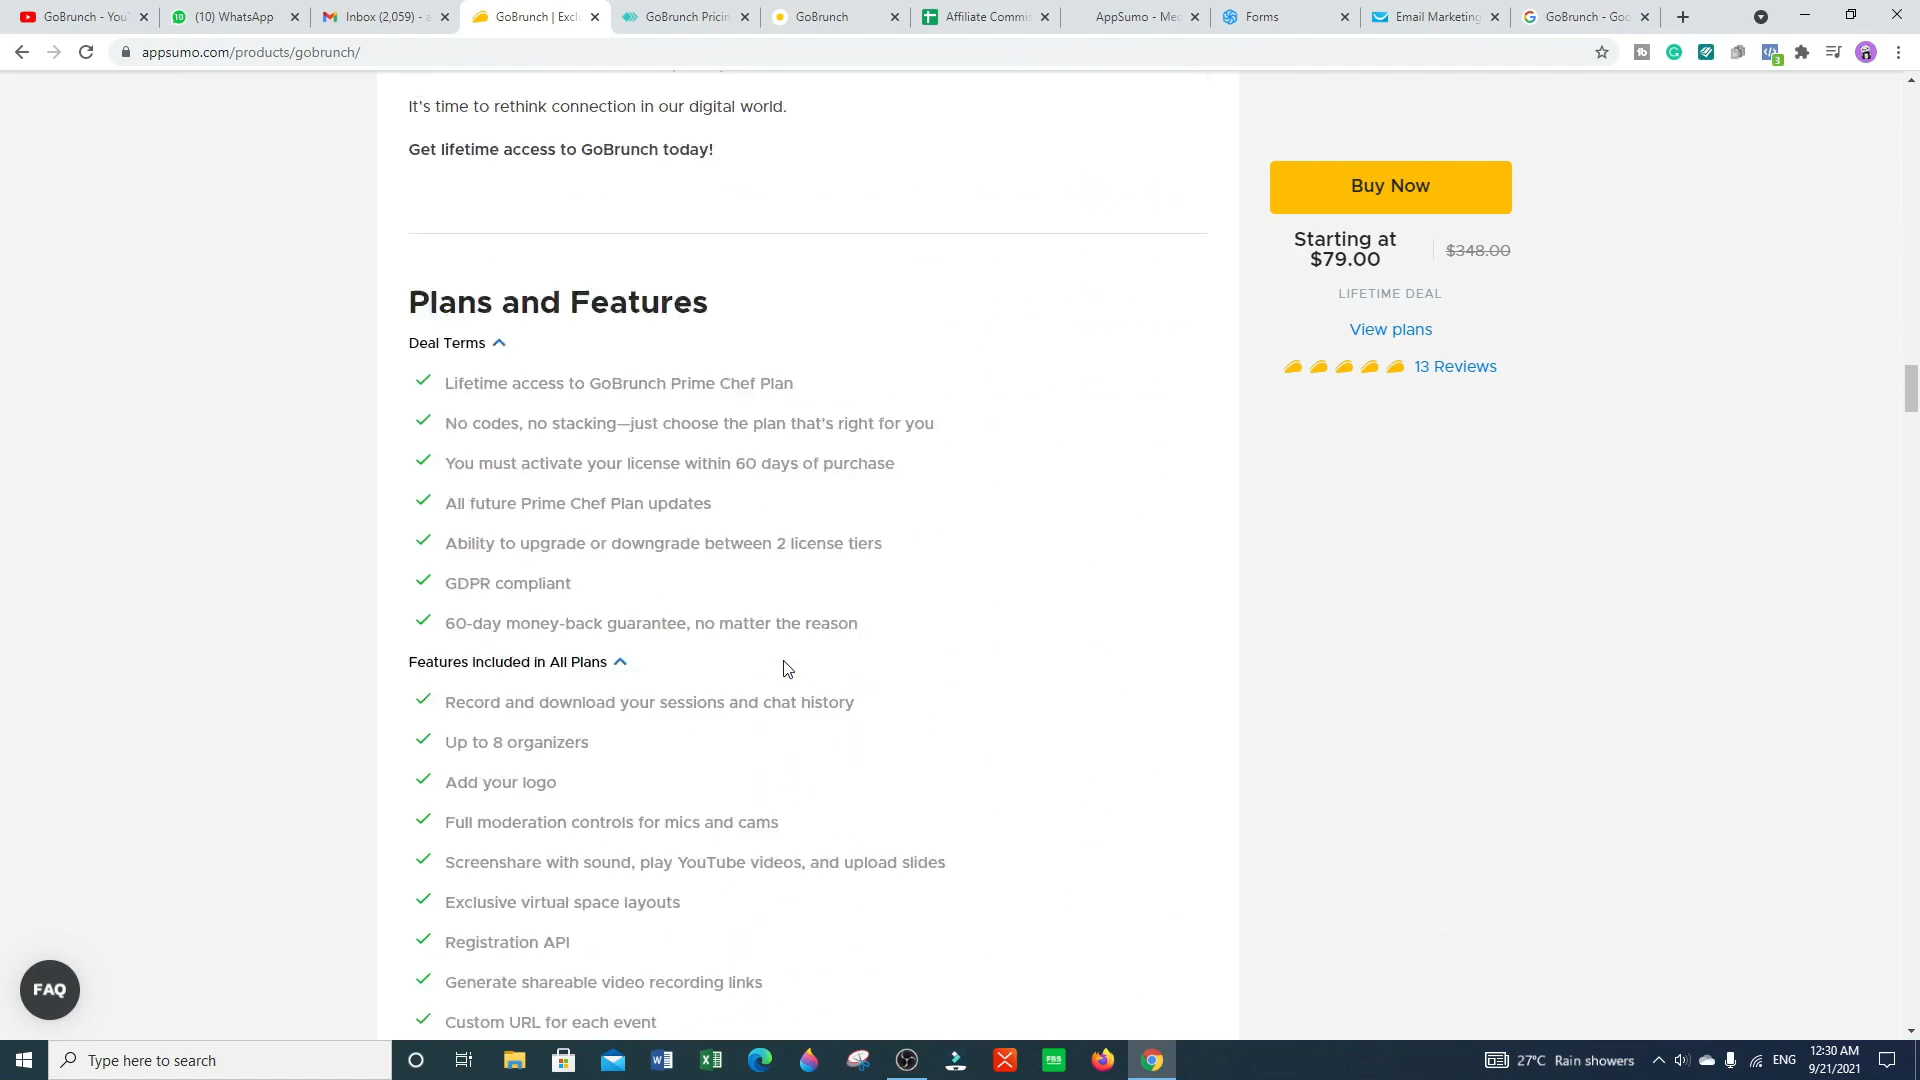 GoBrunch - YouT
(10) WhatsApp
Inbox (2,059) - a
GoBrunch | Exclu
GoBrunch Pricin
GoBrunch
Affiliate Commis
AppSumo - Mec
Forms
Email Marketing
GoBrunch - Goo
appsumo.com/products/gobrunch/
3
It's time to rethink connection in our digital world.
Get lifetime access to GoBrunch today!
Buy Now
Starting at
$79.00
$348.00
LIFETIME DEAL
View plans
13 Reviews
Plans and Features
Deal Terms
Lifetime access to GoBrunch Prime Chef Plan
No codes, no stacking—just choose the plan that's right for you
You must activate your license within 60 days of purchase
All future Prime Chef Plan updates
Ability to upgrade or downgrade between 2 license tiers
GDPR compliant
60-day money-back guarantee, no matter the reason
Features Included in All Plans
Record and download your sessions and chat history
Up to 8 organizers
Add your logo
Full moderation controls for mics and cams
Screenshare with sound, play YouTube videos, and upload slides
Exclusive virtual space layouts
Registration API
Generate shareable video recording links
Custom URL for each event
FAQ
Type here to search
FBS
27°C Rain showers
ENG
12:30 AM
9/21/2021